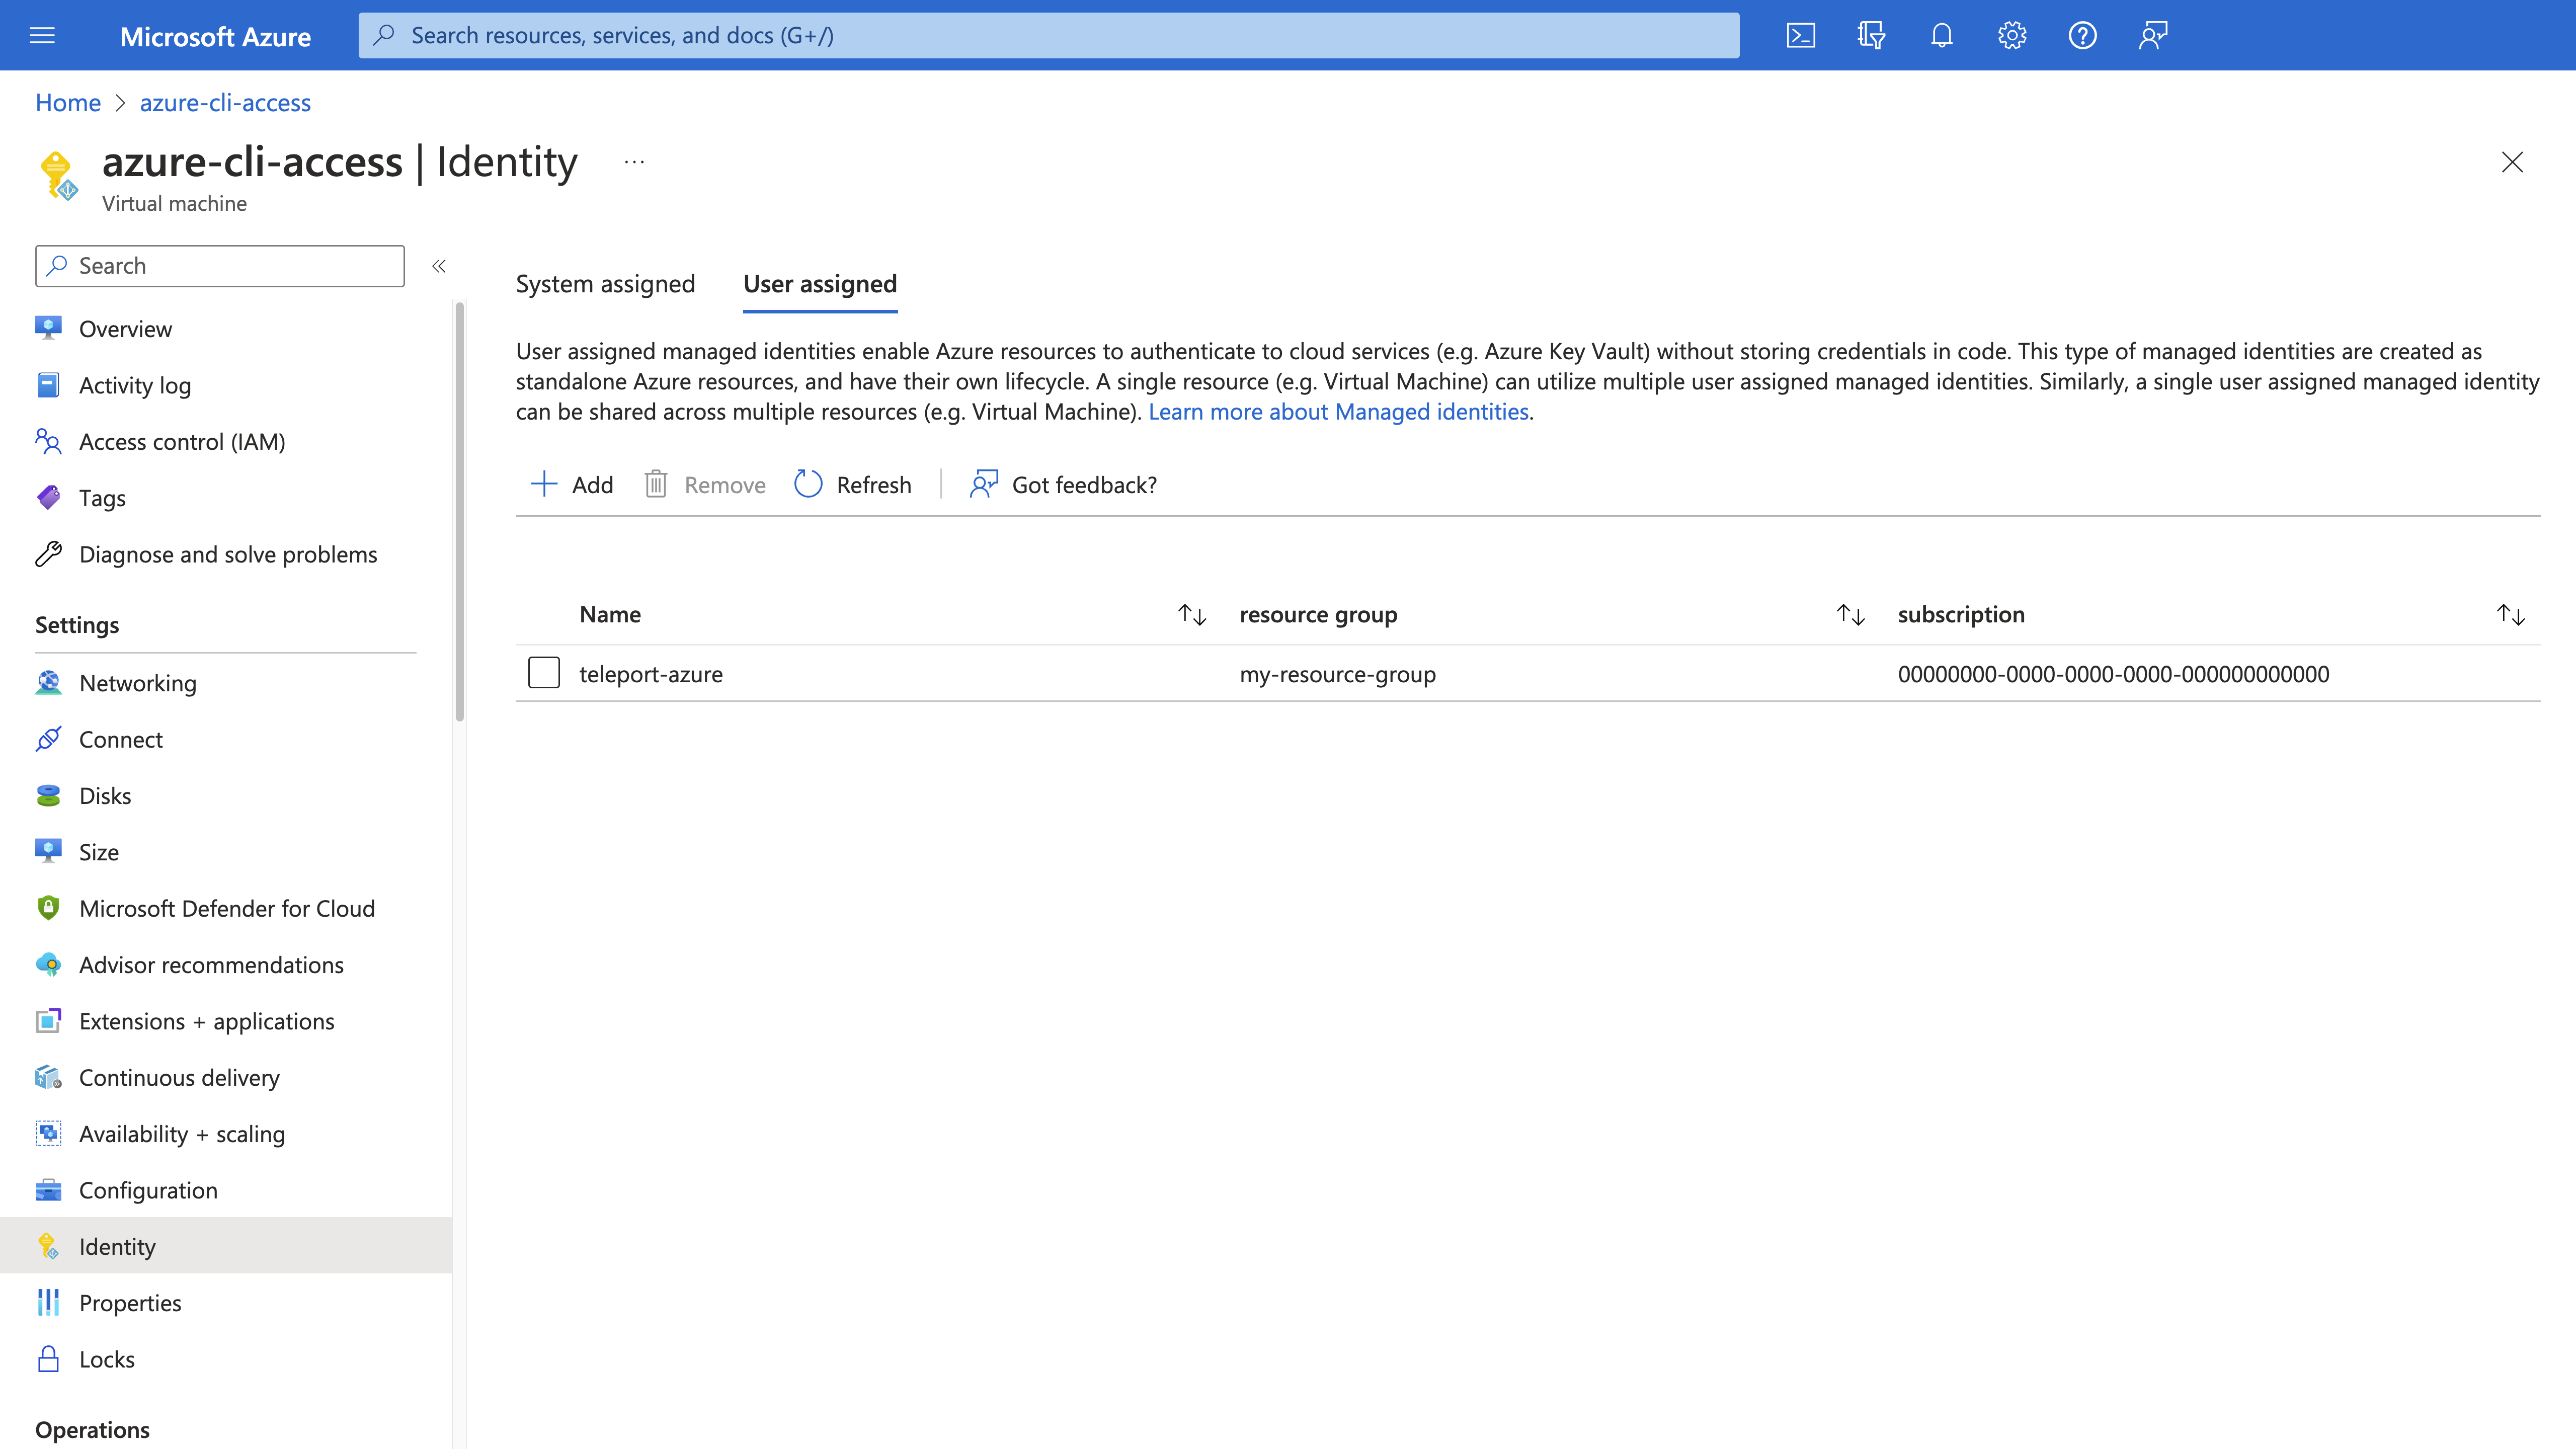 Microsoft Azure
Search resources, services, and docs (G+/)
Home > azure-cli-access
azure-cli-access | Identity ...
Virtual machine
Search
Overview
Activity log
Access control (IAM)
Tags
Diagnose and solve problems
Settings
Networking
Connect
Disks
Size
Microsoft Defender for Cloud
Advisor recommendations
Extensions + applications
Continuous delivery
Availability + scaling
Configuration
Identity
Properties
Locks
Operations
System assigned User assigned
User assigned managed identities enable Azure resources to authenticate to cloud services (e.g. Azure Key Vault) without storing credentials in code. This type of managed identities are created as
standalone Azure resources, and have their own lifecycle. A single resource (e.g. Virtual Machine) can utilize multiple user assigned managed identities. Similarly, a single user assigned managed identity
can be shared across multiple resources (e.g. Virtual Machine). Learn more about Managed identities.
Add Remove Refresh Got feedback?
Name resource group subscription
teleport-azure my-resource-group 00000000-0000-0000-0000-000000000000